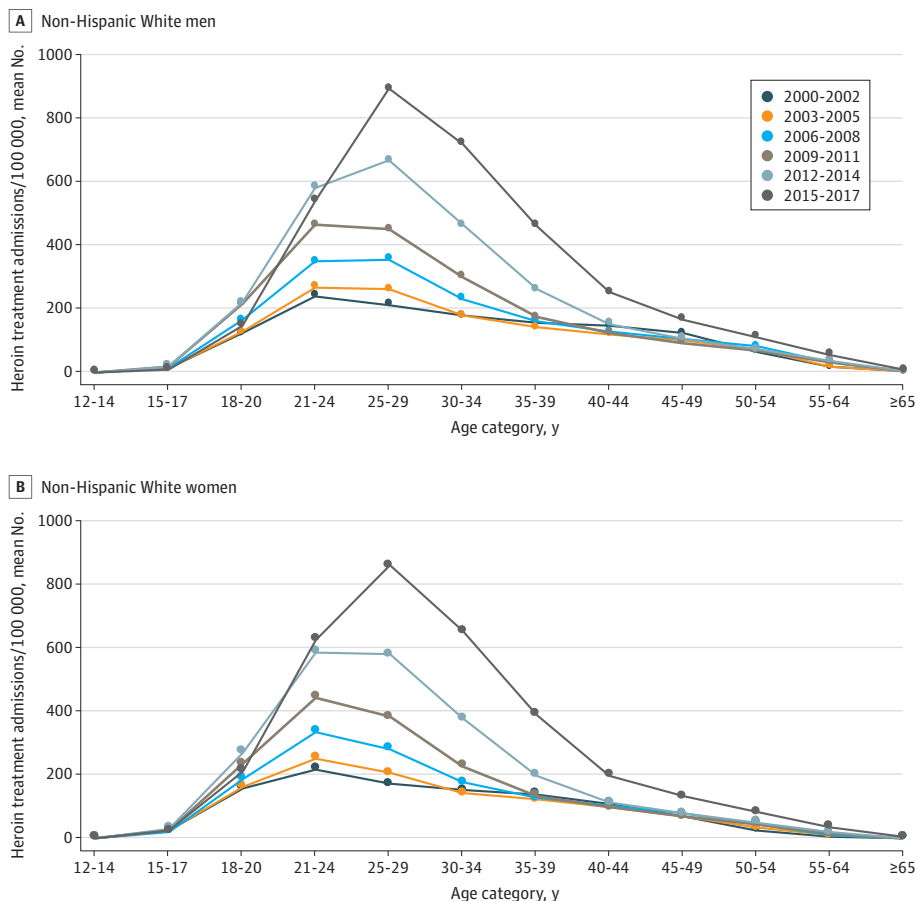 A Non-Hispanic White men
Heroin treatment admissions/100 000, mean No.
1000
800
600
400
200
0
2000-2002
2003-2005
2006-2008
2009-2011
2012-2014
2015-2017
12-14 15-17 18-20 21-24 25-29 30-34 35-39 40-44 45-49 50-54 55-64 ≥65
Age category, y
B Non-Hispanic White women
Heroin treatment admissions/100 000, mean No.
1000
800
600
400
200
0
12-14 15-17 18-20 21-24 25-29 30-34 35-39 40-44 45-49 50-54 55-64 ≥65
Age category, y